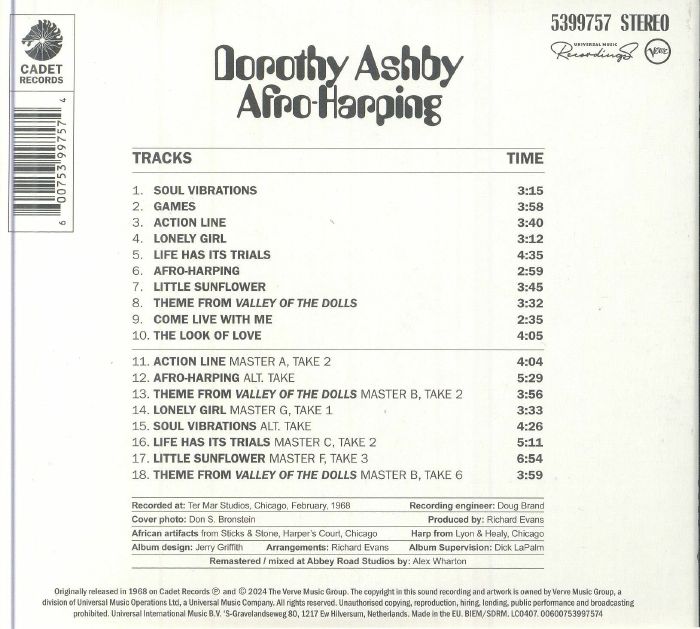 CADET
RECORDS
6 00753 99757 4
5399757 STEREO
UNIVERSAL MUSIC
Recordings
Verve
Dorothy Ashby
Afro-Harping
TRACKS TIME
1. SOUL VIBRATIONS 3:15
2. GAMES 3:58
3. ACTION LINE 3:40
4. LONELY GIRL 3:12
5. LIFE HAS ITS TRIALS 4:35
6. AFRO-HARPING 2:59
7. LITTLE SUNFLOWER 3:45
8. THEME FROM VALLEY OF THE DOLLS 3:32
9. COME LIVE WITH ME 2:35
10. THE LOOK OF LOVE 4:05
11. ACTION LINE MASTER A, TAKE 2 4:04
12. AFRO-HARPING ALT. TAKE 5:29
13. THEME FROM VALLEY OF THE DOLLS MASTER B, TAKE 2 3:56
14. LONELY GIRL MASTER G, TAKE 1 3:33
15. SOUL VIBRATIONS ALT. TAKE 4:26
16. LIFE HAS ITS TRIALS MASTER C, TAKE 2 5:11
17. LITTLE SUNFLOWER MASTER F, TAKE 3 6:54
18. THEME FROM VALLEY OF THE DOLLS MASTER B, TAKE 6 3:59
Recorded at: Ter Mar Studios, Chicago, February, 1968 Recording engineer: Doug Brand
Cover photo: Don S. Bronstein Produced by: Richard Evans
African artifacts from Sticks & Stone, Harper's Court, Chicago Harp from Lyon & Healy, Chicago
Album design: Jerry Griffith Arrangements: Richard Evans Album Supervision: Dick LaPalm
Remastered / mixed at Abbey Road Studios by: Alex Wharton
Originally released in 1968 on Cadet Records ℗ and © 2024 The Verve Music Group. The copyright in this sound recording and artwork is owned by Verve Music Group, a
division of Universal Music Operations Ltd, a Universal Music Company. All rights reserved. Unauthorised copying, reproduction, hiring, lending, public performance and broadcasting
prohibited. Universal International Music B.V. 'S-Gravelandseweg 80, 1217 Ew Hilversum, Netherlands. Made in the EU. BIEM/SDRM. LC0407. 00600753997574